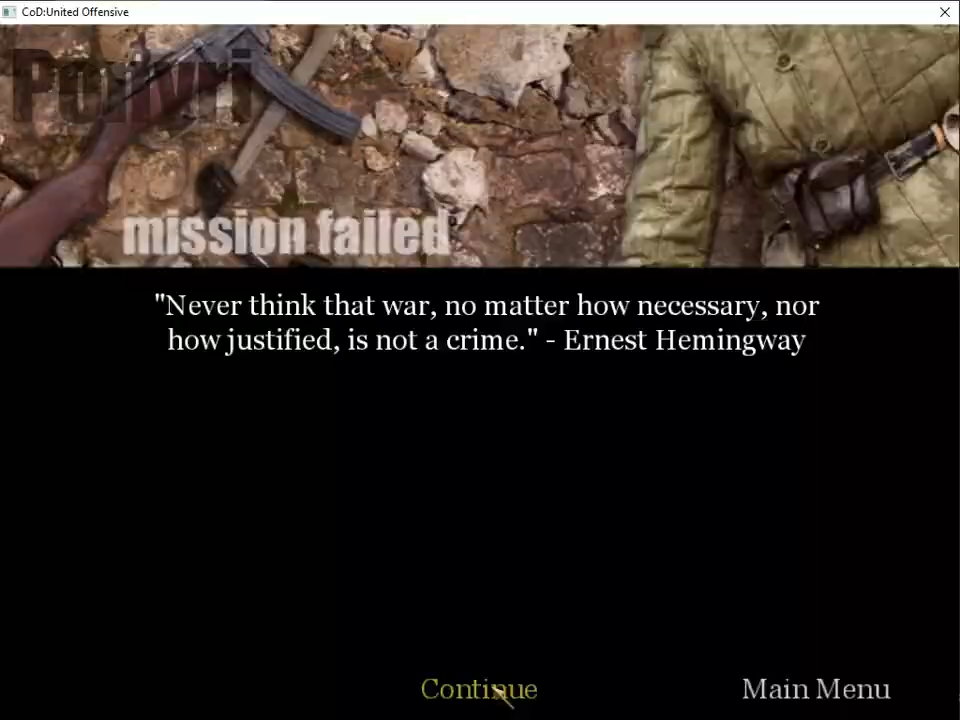 CoD:United Offensive
Ponyri
mission failed
"Never think that war, no matter how necessary, nor
how justified, is not a crime." - Ernest Hemingway
Continue
Main Menu